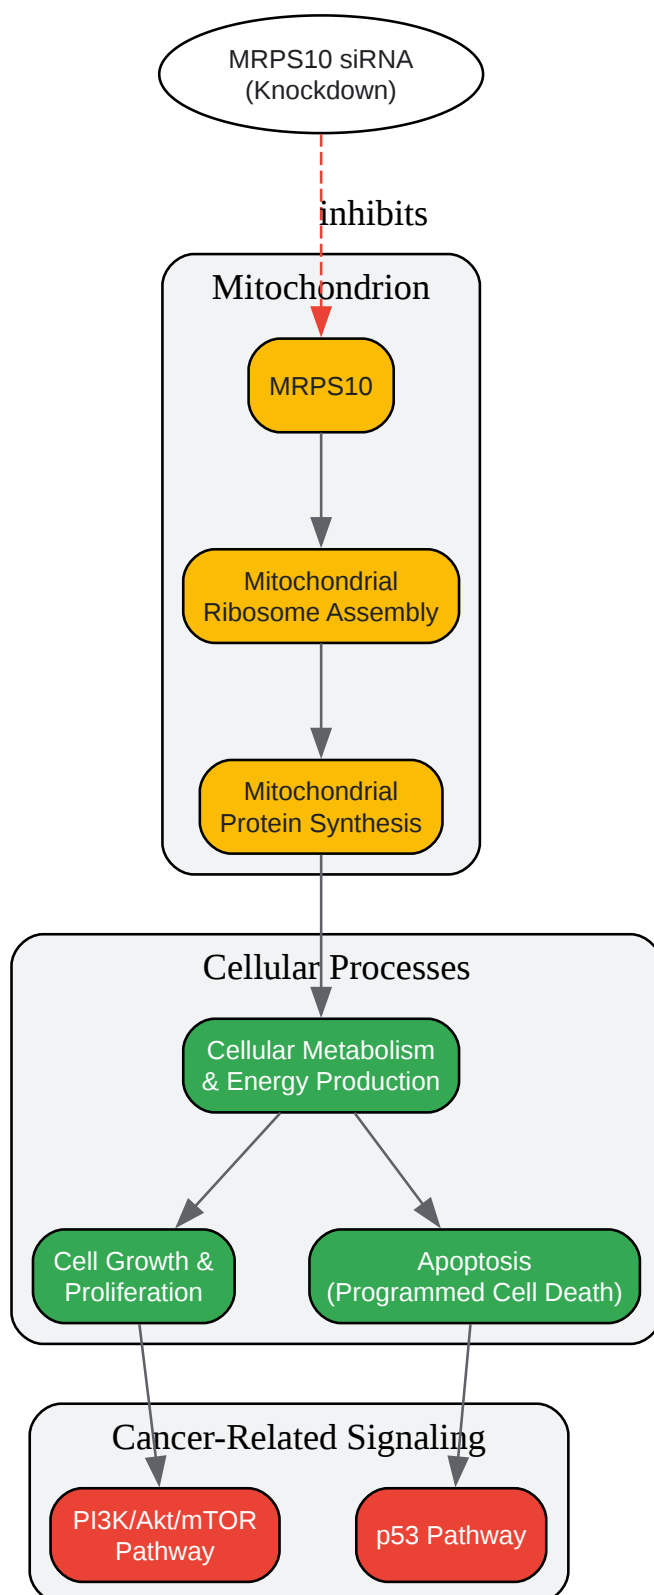 MRPS10 siRNA
(Knockdown)
inhibits
Mitochondrion
MRPS10
Mitochondrial
Ribosome Assembly
Mitochondrial
Protein Synthesis
Cellular Processes
Cellular Metabolism
& Energy Production
Cell Growth &
Proliferation
Apoptosis
(Programmed Cell Death)
Cancer-Related Signaling
PI3K/Akt/mTOR
Pathway
p53 Pathway